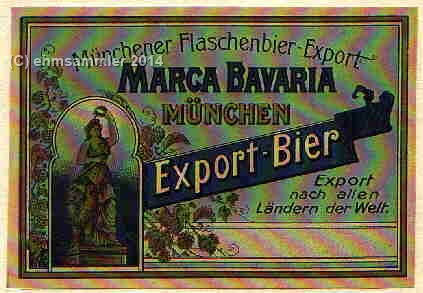 (C) ehmsammler 2014
Münchener Flaschenbier-Export
MARCA BAVARIA
MÜNCHEN
Export-Bier
Export
nach allen
Ländern der Welt.